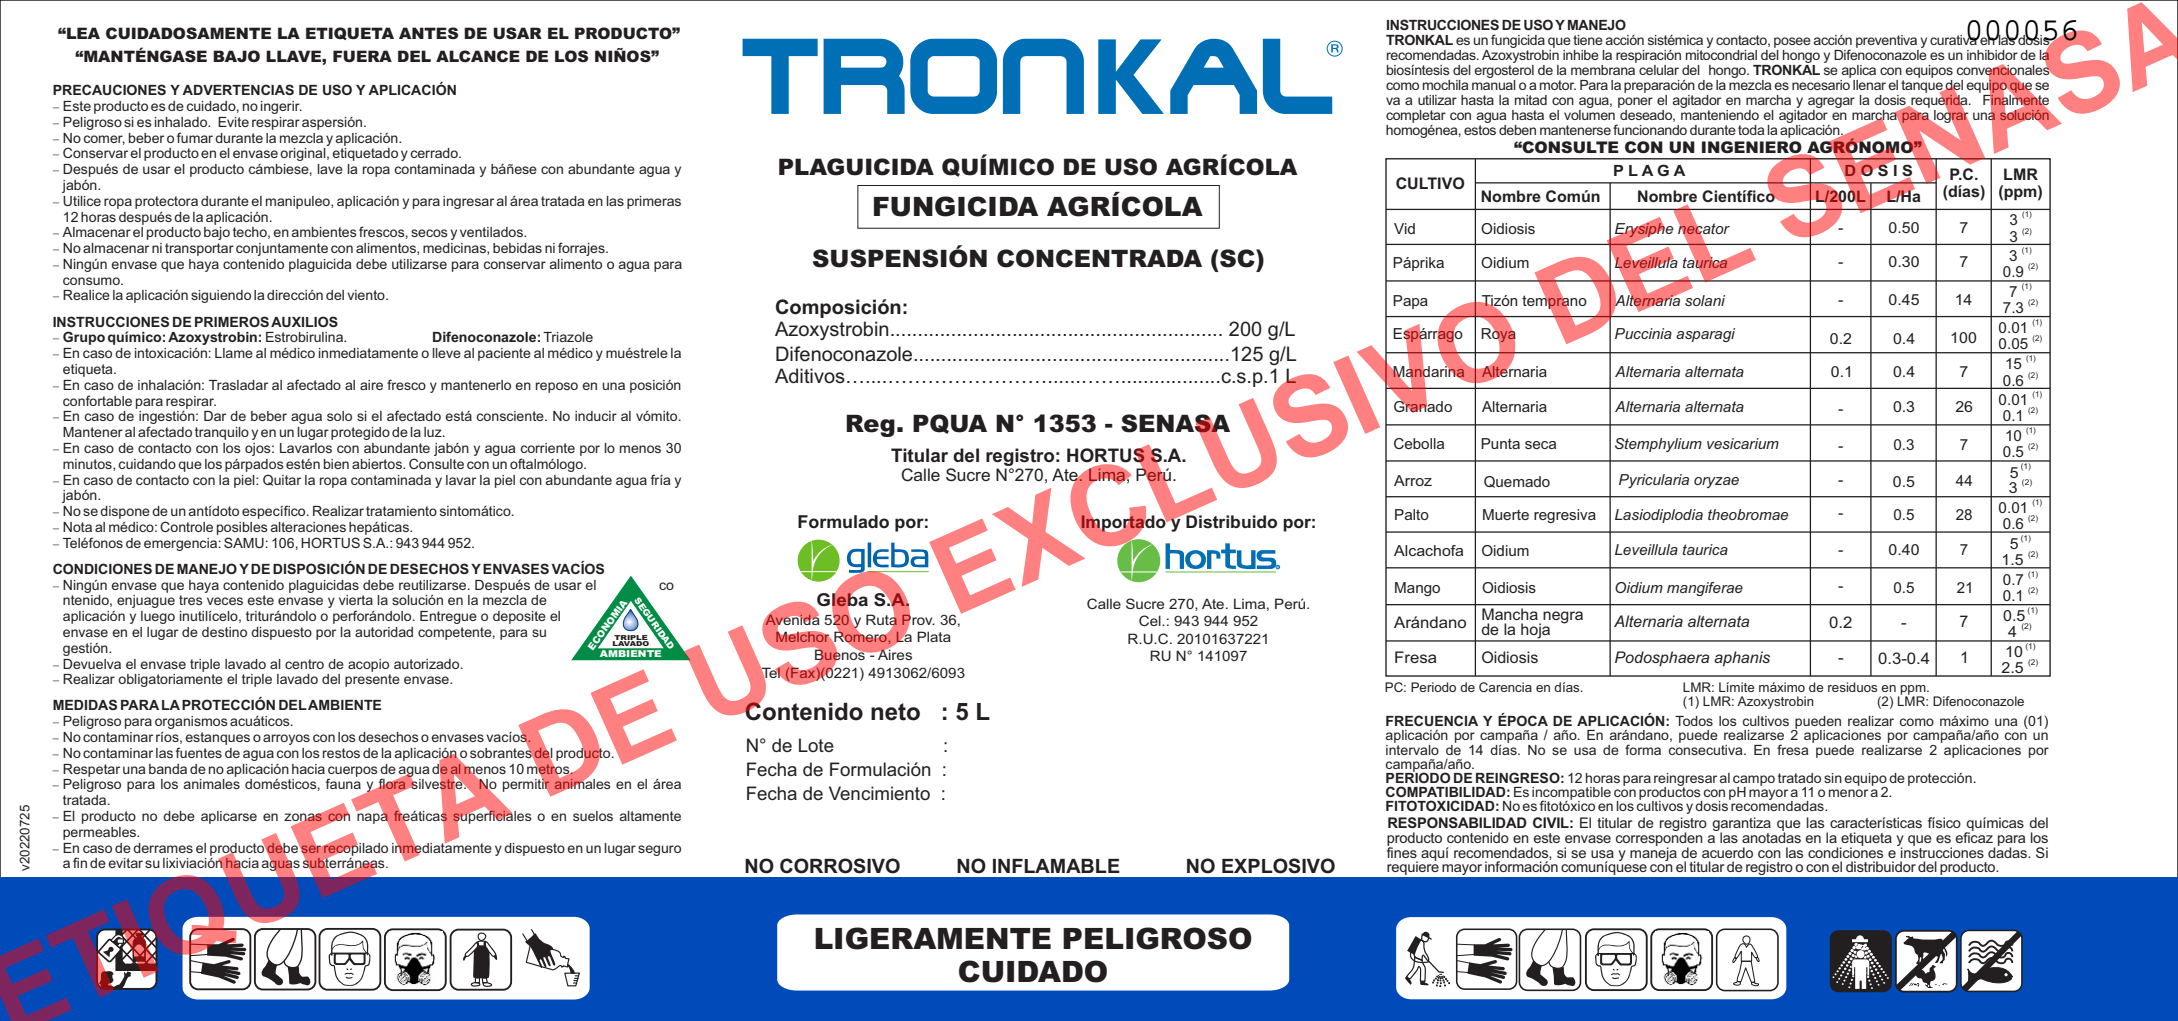 “LEA CUIDADOSAMENTE LA ETIQUETA ANTES DE USAR EL PRODUCTO”
“MANTÉNGASE BAJO LLAVE, FUERA DEL ALCANCE DE LOS NIÑOS”
PRECAUCIONES Y ADVERTENCIAS DE USO Y APLICACIÓN
– Este producto es de cuidado, no ingerir.
– Peligroso si es inhalado. Evite respirar aspersión.
– No comer, beber o fumar durante la mezcla y aplicación.
– Conservar el producto en el envase original, etiquetado y cerrado.
– Después de usar el producto cámbiese, lave la ropa contaminada y báñese con abundante agua y
jabón.
– Utilice ropa protectora durante el manipuleo, aplicación y para ingresar al área tratada en las primeras
12 horas después de la aplicación.
– Almacenar el producto bajo techo, en ambientes frescos, secos y ventilados.
– No almacenar ni transportar conjuntamente con alimentos, medicinas, bebidas ni forrajes.
– Ningún envase que haya contenido plaguicida debe utilizarse para conservar alimento o agua para
consumo.
– Realice la aplicación siguiendo la dirección del viento.
INSTRUCCIONES DE PRIMEROS AUXILIOS
– Grupo químico: Azoxystrobin: Estrobirulina. Difenoconazole: Triazole
– En caso de intoxicación: Llame al médico inmediatamente o lleve al paciente al médico y muéstrele la
etiqueta.
– En caso de inhalación: Trasladar al afectado al aire fresco y mantenerlo en reposo en una posición
confortable para respirar.
– En caso de ingestión: Dar de beber agua solo si el afectado está consciente. No inducir al vómito.
Mantener al afectado tranquilo y en un lugar protegido de la luz.
– En caso de contacto con los ojos: Lavarlos con abundante jabón y agua corriente por lo menos 30
minutos, cuidando que los párpados estén bien abiertos. Consulte con un oftalmólogo.
– En caso de contacto con la piel: Quitar la ropa contaminada y lavar la piel con abundante agua fría y
jabón.
– No se dispone de un antídoto específico. Realizar tratamiento sintomático.
– Nota al médico: Controle posibles alteraciones hepáticas.
– Teléfonos de emergencia: SAMU: 106, HORTUS S.A.: 943 944 952.
CONDICIONES DE MANEJO Y DE DISPOSICIÓN DE DESECHOS Y ENVASES VACÍOS
– Ningún envase que haya contenido plaguicidas debe reutilizarse. Después de usar el co
ntenido, enjuague tres veces este envase y vierta la solución en la mezcla de
aplicación y luego inutilícelo, triturándolo o perforándolo. Entregue o deposite el
envase en el lugar de destino dispuesto por la autoridad competente, para su
gestión.
– Devuelva el envase triple lavado al centro de acopio autorizado.
– Realizar obligatoriamente el triple lavado del presente envase.
ECONOMIA
SEGURIDAD
TRIPLE
LAVADO
AMBIENTE
MEDIDAS PARA LA PROTECCIÓN DEL AMBIENTE
– Peligroso para organismos acuáticos.
– No contaminar ríos, estanques o arroyos con los desechos o envases vacíos.
– No contaminar las fuentes de agua con los restos de la aplicación o sobrantes del producto.
– Respetar una banda de no aplicación hacia cuerpos de agua de al menos 10 metros.
– Peligroso para los animales domésticos, fauna y flora silvestre. No permitir animales en el área
tratada.
– El producto no debe aplicarse en zonas con napa freáticas superficiales o en suelos altamente
permeables.
– En caso de derrames el producto debe ser recopilado inmediatamente y dispuesto en un lugar seguro
a fin de evitar su lixiviación hacia aguas subterráneas.
v20220725
TRONKAL®
PLAGUICIDA QUÍMICO DE USO AGRÍCOLA
FUNGICIDA AGRÍCOLA
SUSPENSIÓN CONCENTRADA (SC)
Composición:
Azoxystrobin............................................................ 200 g/L
Difenoconazole.........................................................125 g/L
Aditivos…...……………………….......……..................c.s.p.1 L
Reg. PQUA N° 1353 - SENASA
Titular del registro: HORTUS S.A.
Calle Sucre N°270, Ate. Lima, Perú.
Formulado por:
gleba
Gleba S.A.
Avenida 520 y Ruta Prov. 36,
Melchor Romero, La Plata
Buenos - Aires
Tel (Fax)(0221) 4913062/6093
Importado y Distribuido por:
hortus
Calle Sucre 270, Ate. Lima, Perú.
Cel.: 943 944 952
R.U.C. 20101637221
RU N° 141097
Contenido neto : 5 L
N° de Lote :
Fecha de Formulación :
Fecha de Vencimiento :
NO CORROSIVO NO INFLAMABLE NO EXPLOSIVO
LIGERAMENTE PELIGROSO
CUIDADO
000056
INSTRUCCIONES DE USO Y MANEJO
TRONKAL es un fungicida que tiene acción sistémica y contacto, posee acción preventiva y curativa en las dosis
recomendadas. Azoxystrobin inhibe la respiración mitocondrial del hongo y Difenoconazole es un inhibidor de la
biosíntesis del ergosterol de la membrana celular del hongo. TRONKAL se aplica con equipos convencionales
como mochila manual o a motor. Para la preparación de la mezcla es necesario llenar el tanque del equipo que se
va a utilizar hasta la mitad con agua, poner el agitador en marcha y agregar la dosis requerida. Finalmente
completar con agua hasta el volumen deseado, manteniendo el agitador en marcha para lograr una solución
homogénea, estos deben mantenerse funcionando durante toda la aplicación.
“CONSULTE CON UN INGENIERO AGRÓNOMO”
CULTIVO PLAGA DOSIS P.C. (días) LMR (ppm)
Nombre Común Nombre Científico L/200L L/Ha
Vid Oidiosis Erysiphe necator - 0.50 7 3 (1) 3 (2)
Páprika Oidium Leveillula taurica - 0.30 7 3 (1) 0.9 (2)
Papa Tizón temprano Alternaria solani - 0.45 14 7 (1) 7.3 (2)
Espárrago Roya Puccinia asparagi 0.2 0.4 100 0.01 (1) 0.05 (2)
Mandarina Alternaria Alternaria alternata 0.1 0.4 7 15 (1) 0.6 (2)
Granado Alternaria Alternaria alternata - 0.3 26 0.01 (1) 0.1 (2)
Cebolla Punta seca Stemphylium vesicarium - 0.3 7 10 (1) 0.5 (2)
Arroz Quemado Pyricularia oryzae - 0.5 44 5 (1) 3 (2)
Palto Muerte regresiva Lasiodiplodia theobromae - 0.5 28 0.01 (1) 0.6 (2)
Alcachofa Oidium Leveillula taurica - 0.40 7 5 (1) 1.5 (2)
Mango Oidiosis Oidium mangiferae - 0.5 21 0.7 (1) 0.1 (2)
Arándano Mancha negra de la hoja Alternaria alternata 0.2 - 7 0.5 (1) 4 (2)
Fresa Oidiosis Podosphaera aphanis - 0.3-0.4 1 10 (1) 2.5 (2)
PC: Periodo de Carencia en días. LMR: Límite máximo de residuos en ppm.
(1) LMR: Azoxystrobin (2) LMR: Difenoconazole
FRECUENCIA Y ÉPOCA DE APLICACIÓN: Todos los cultivos pueden realizar como máximo una (01)
aplicación por campaña / año. En arándano, puede realizarse 2 aplicaciones por campaña/año con un
intervalo de 14 días. No se usa de forma consecutiva. En fresa puede realizarse 2 aplicaciones por
campaña/año.
PERIODO DE REINGRESO: 12 horas para reingresar al campo tratado sin equipo de protección.
COMPATIBILIDAD: Es incompatible con productos con pH mayor a 11 o menor a 2.
FITOTOXICIDAD: No es fitotóxico en los cultivos y dosis recomendadas.
RESPONSABILIDAD CIVIL: El titular de registro garantiza que las características físico químicas del
producto contenido en este envase corresponden a las anotadas en la etiqueta y que es eficaz para los
fines aquí recomendados, si se usa y maneja de acuerdo con las condiciones e instrucciones dadas. Si
requiere mayor información comuníquese con el titular de registro o con el distribuidor del producto.
ETIQUETA DE USO EXCLUSIVO DEL SENASA